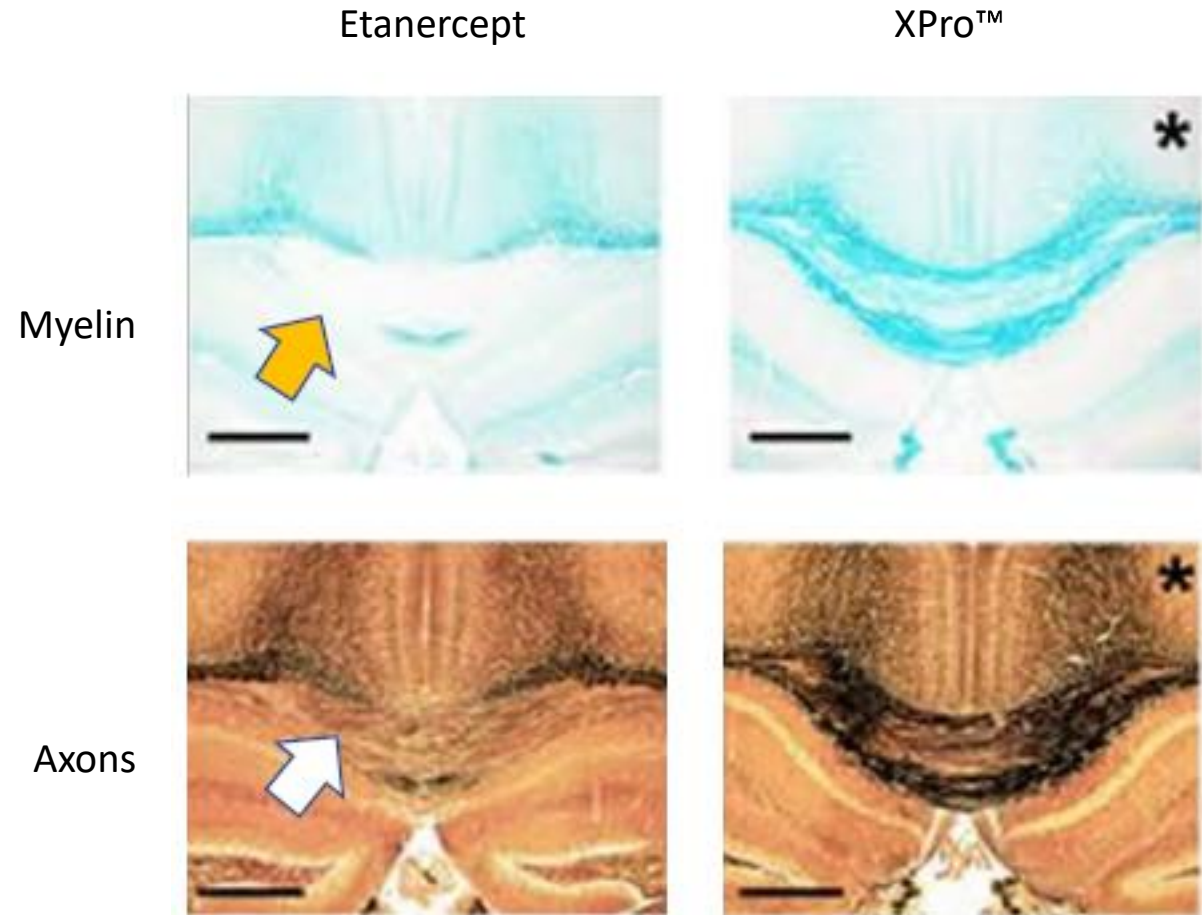 Etanercept
XPro™
*
Myelin
*
Axons